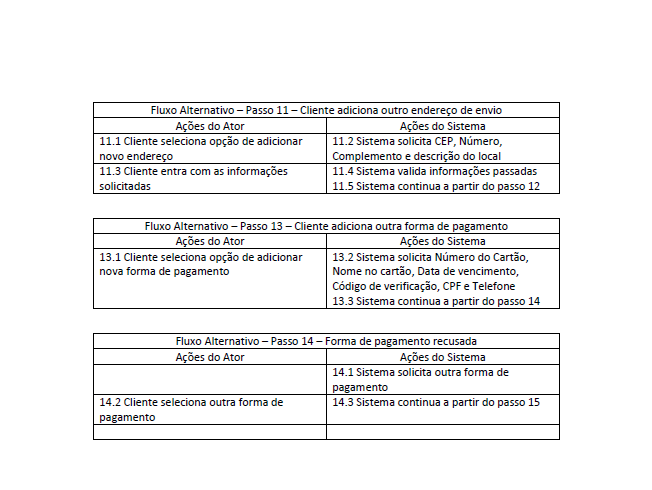 Fluxo Alternativo – Passo 11 – Cliente adiciona outro endereço de envio
Ações do Ator
Ações do Sistema
11.1 Cliente seleciona opção de adicionar
novo endereço
11.2 Sistema solicita CEP, Número,
Complemento e descrição do local
11.3 Cliente entra com as informações
solicitadas
11.4 Sistema valida informações passadas
11.5 Sistema continua a partir do passo 12
Fluxo Alternativo – Passo 13 – Cliente adiciona outra forma de pagamento
Ações do Ator
Ações do Sistema
13.1 Cliente seleciona opção de adicionar
nova forma de pagamento
13.2 Sistema solicita Número do Cartão,
Nome no cartão, Data de vencimento,
Código de verificação, CPF e Telefone
13.3 Sistema continua a partir do passo 14
Fluxo Alternativo – Passo 14 – Forma de pagamento recusada
Ações do Ator
Ações do Sistema
14.1 Sistema solicita outra forma de
pagamento
14.2 Cliente seleciona outra forma de
pagamento
14.3 Sistema continua a partir do passo 15